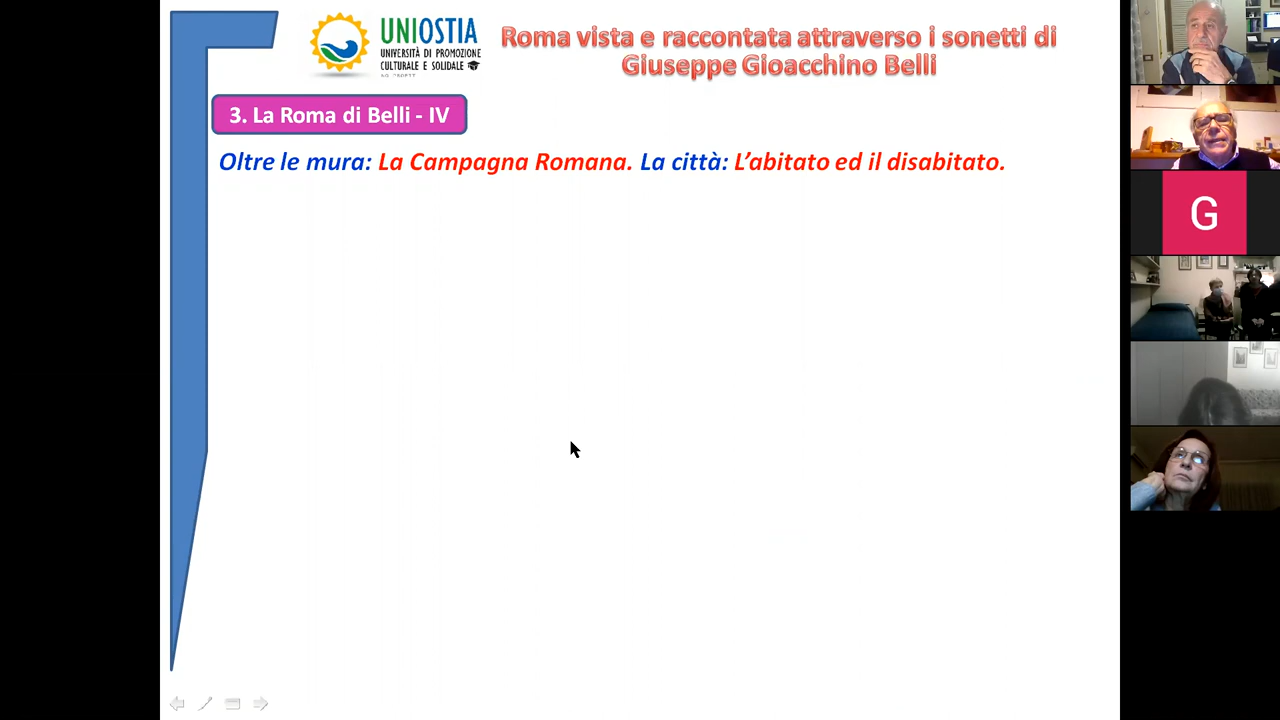 UNIOSTIA
UNIVERSITÀ DI PROMOZIONE
CULTURALE E SOLIDALE
Roma vista e raccontata attraverso i sonetti di
Giuseppe Gioacchino Belli
3. La Roma di Belli - IV
Oltre le mura: La Campagna Romana. La città: L'abitato ed il disabitato.
G